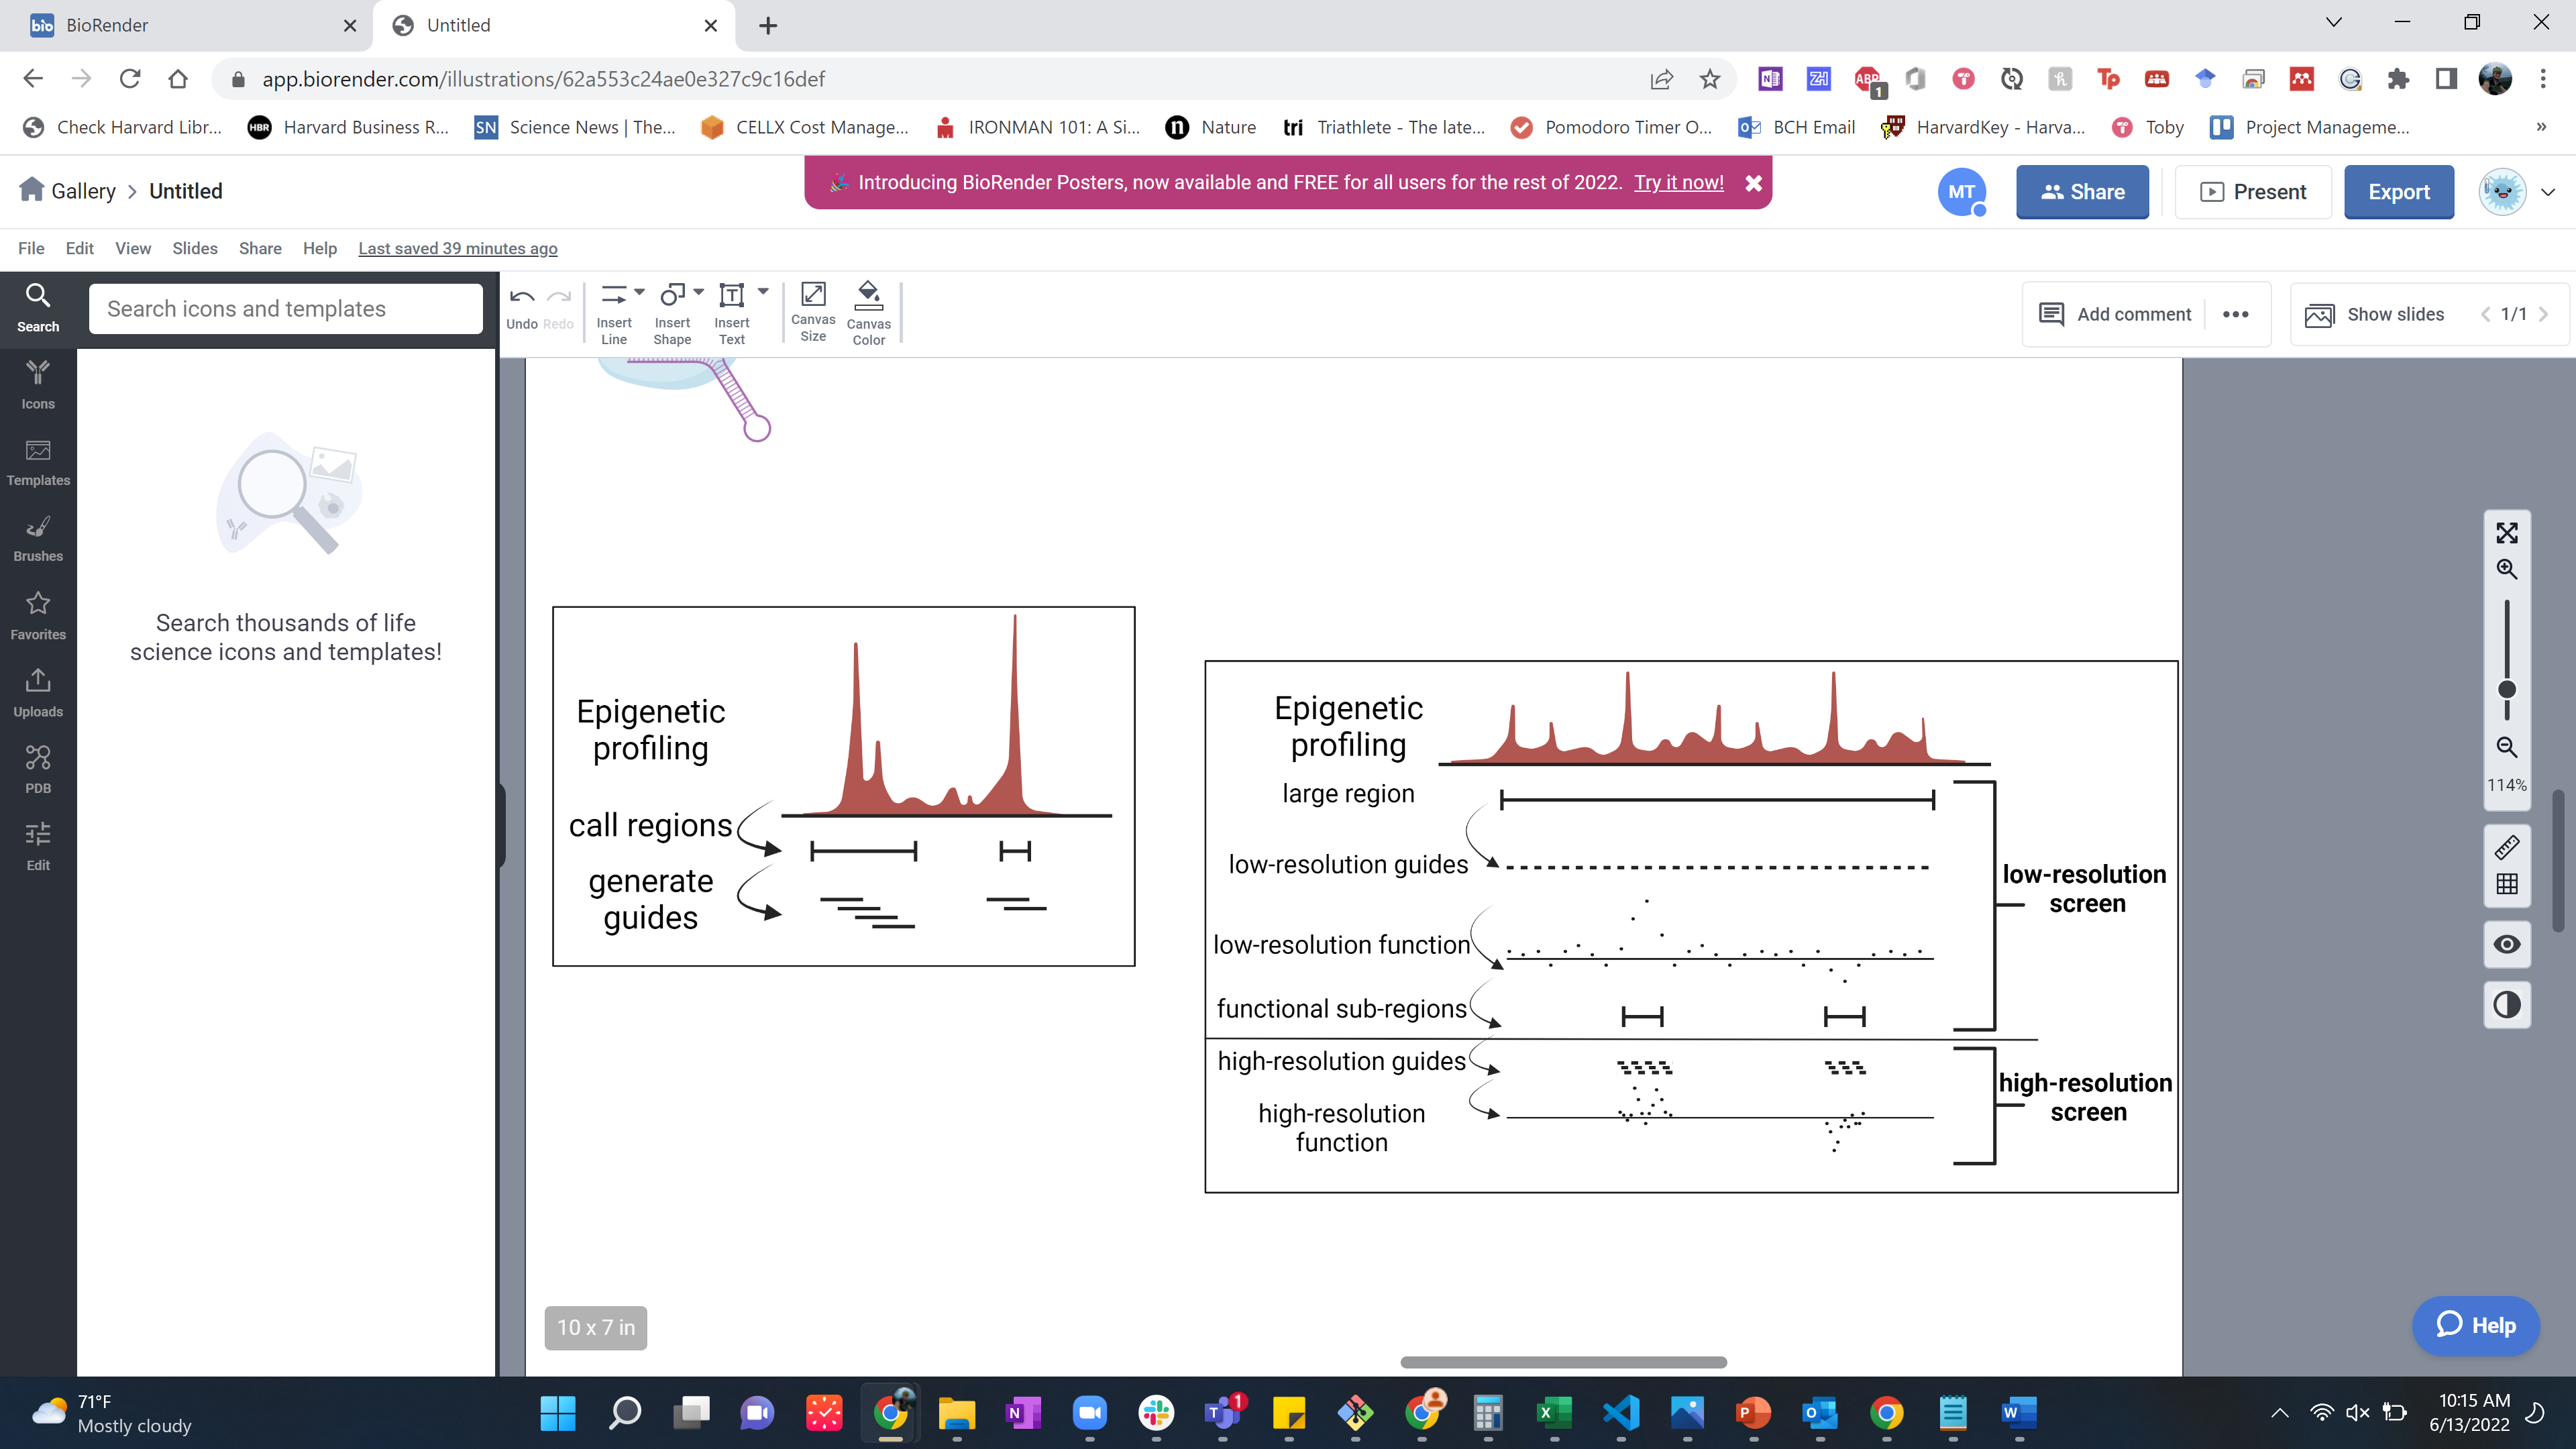 BioRender
Untitled
app.biorender.com/illustrations/62a553c24ae0e327c9c16def
Check Harvard Libr...
Harvard Business R...
Science News | The...
CELLX Cost Manage...
IRONMAN 101: A Si...
Nature
Triathlete - The late...
Pomodoro Timer O...
BCH Email
HarvardKey - Harva...
Toby
Project Manageme...
Gallery > Untitled
Introducing BioRender Posters, now available and FREE for all users for the rest of 2022. Try it now!
MT
Share
Present
Export
File Edit View Slides Share Help Last saved 39 minutes ago
Search
Search icons and templates
Undo Redo
Insert Line
Insert Shape
Insert Text
Canvas Size
Canvas Color
Add comment
Show slides
1/1
Icons
Templates
Brushes
Favorites
Uploads
PDB
Edit
Search thousands of life
science icons and templates!
Epigenetic
profiling
call regions
generate
guides
Epigenetic
profiling
large region
low-resolution guides
low-resolution function
functional sub-regions
high-resolution guides
high-resolution
function
low-resolution
screen
high-resolution
screen
114%
10 x 7 in
Help
71°F
Mostly cloudy
10:15 AM
6/13/2022